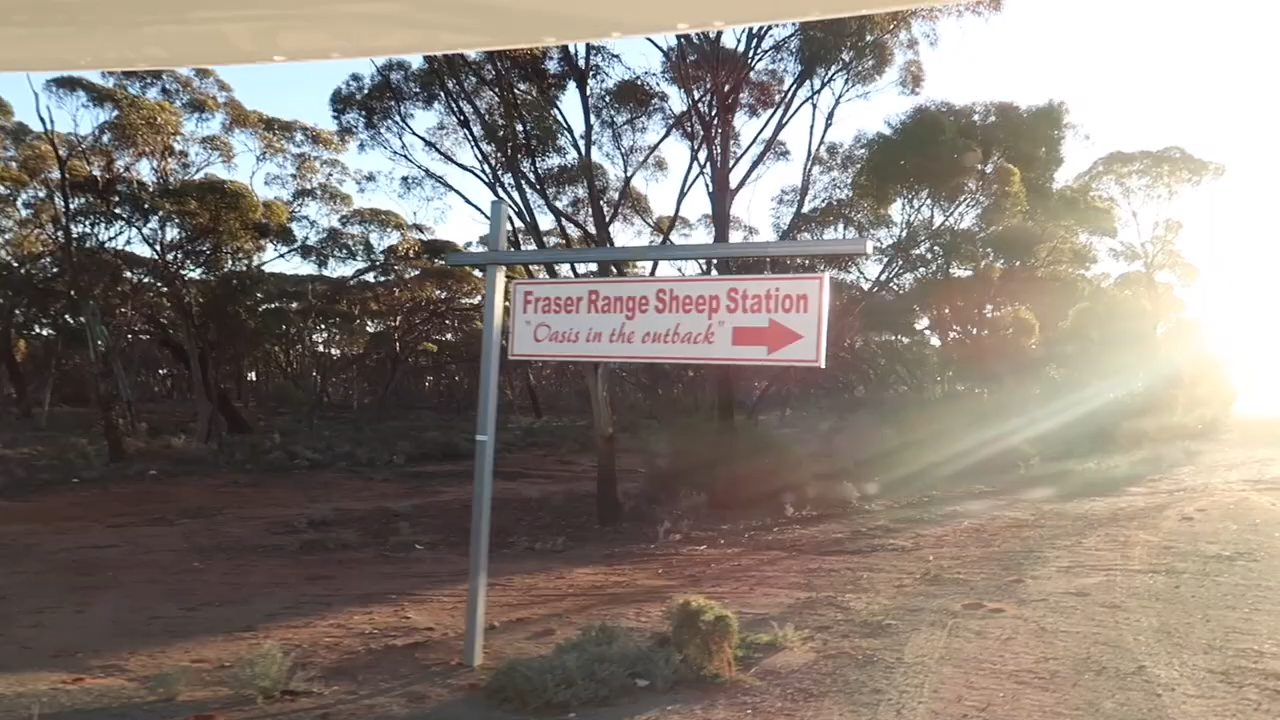 Fraser Range Sheep Station
"Oasis in the outback"